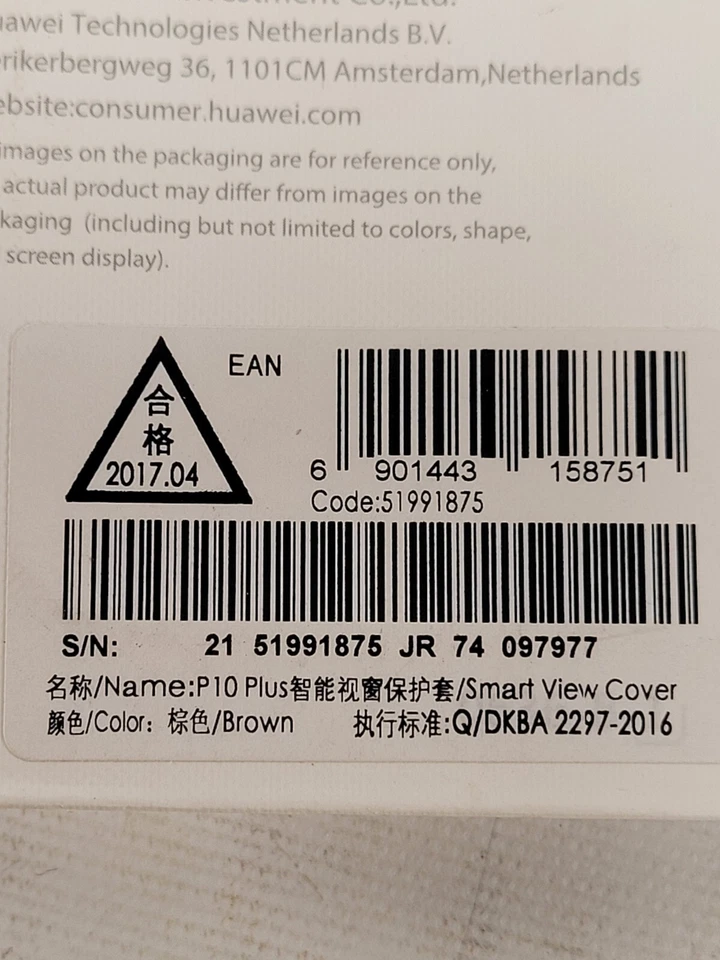 Co.,Ltd.
Technologies Netherlands B.V.
36, 1101CM Amsterdam,Netherlands
consumer.huawei.com
images on the packaging are for reference only,
actual product may differ from images on the
(including but not limited to colors, shape,
screen display).
合
格
2017.04
EAN
6 901443 158751
Code:51991875
S/N: 21 51991875 JR 74 097977
名称/Name:P10 Plus智能视窗保护套/Smart View Cover
颜色/Color: 棕色/Brown 执行标准:Q/DKBA 2297-2016